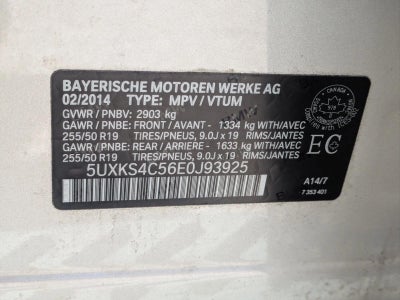 BAYERISCHE MOTOREN WERKE AG
02/2014 TYPE: MPV / VTUM
GVWR / PNBV: 2903 kg
GAWR / PNBE: FRONT / AVANT - 1334 kg WITH/AVEC
255/50 R19 TIRES/PNEUS, 9.0J x 19 RIMS/JANTES
GAWR / PNBE: REAR / ARRIERE - 1633 kg WITH/AVEC
255/50 R19 TIRES/PNEUS, 9.0J x 19 RIMS/JANTES
5UXKS4C56E0J93925
CANADA
EC
A14/7
7 353 401